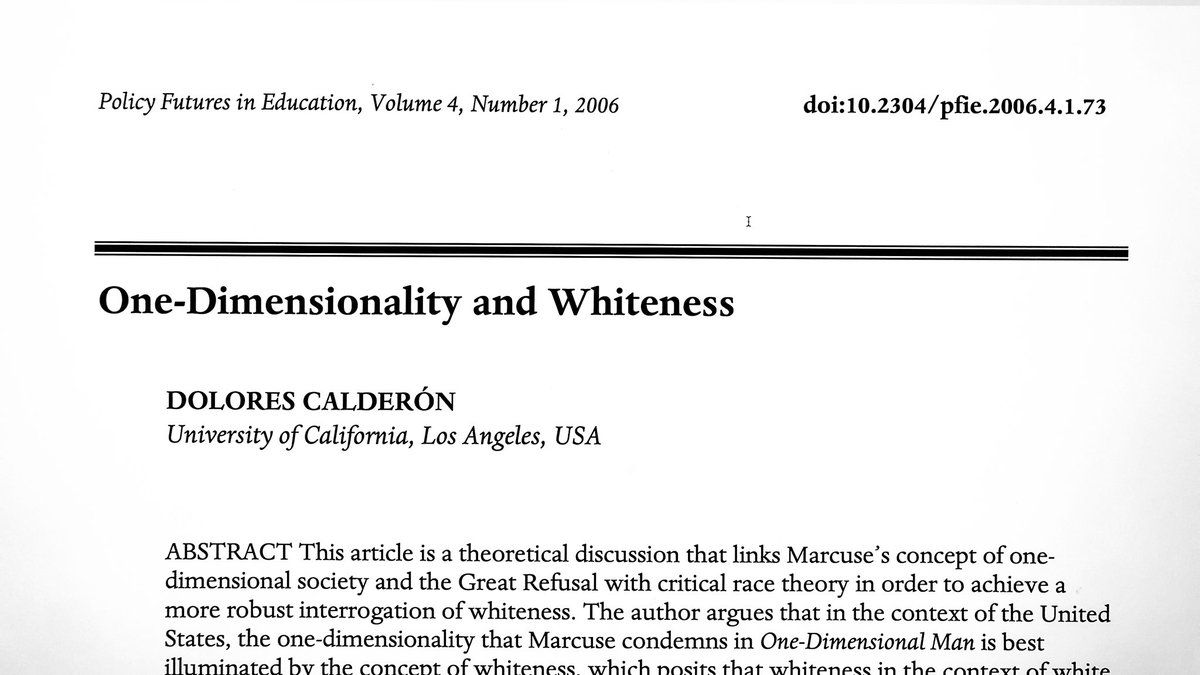 Policy Futures in Education, Volume 4, Number 1, 2006
doi:10.2304/pfie.2006.4.1.73
One-Dimensionality and Whiteness
DOLORES CALDERÓN
University of California, Los Angeles, USA
ABSTRACT This article is a theoretical discussion that links Marcuse’s concept of one-
dimensional society and the Great Refusal with critical race theory in order to achieve a
more robust interrogation of whiteness. The author argues that in the context of the United
States, the one-dimensionality that Marcuse condemns in One-Dimensional Man is best
illuminated by the concept of whiteness, which posits that whiteness in the context of white